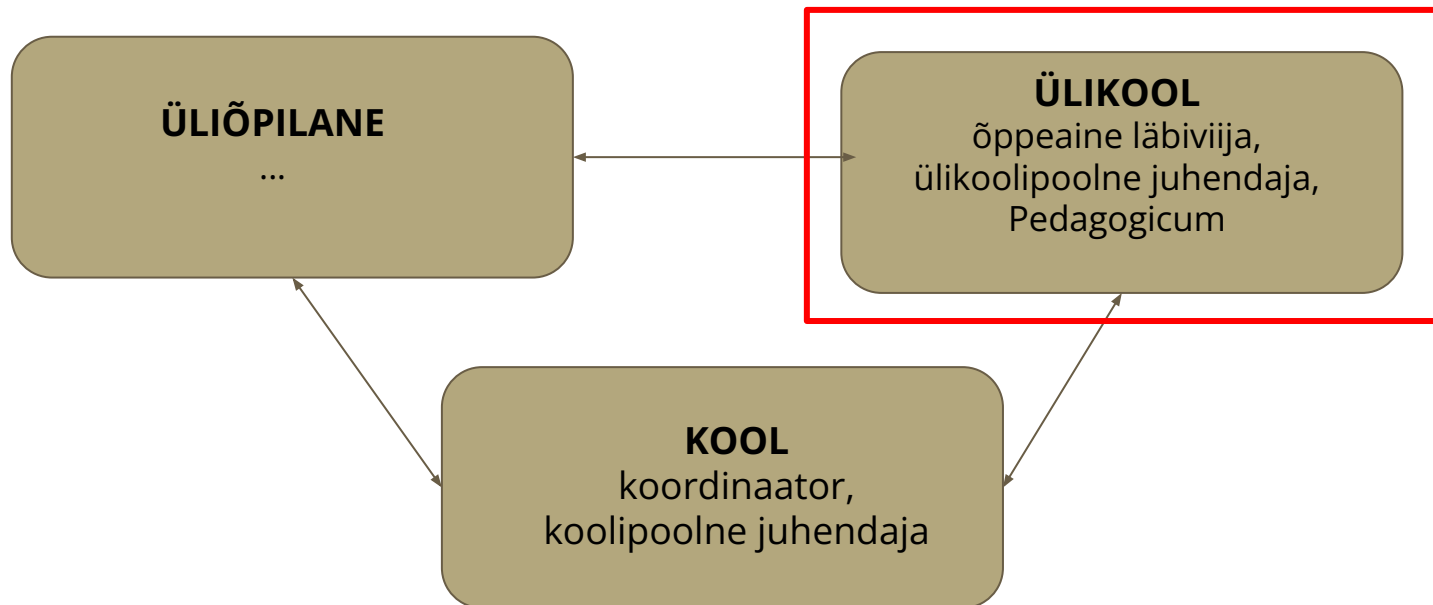 ÜLIÕPILANE
...
ÜLIKOOL
õppeaine läbiviija,
ülikoolipoolne juhendaja,
Pedagogicum
KOOL
koordinaator,
koolipoolne juhendaja